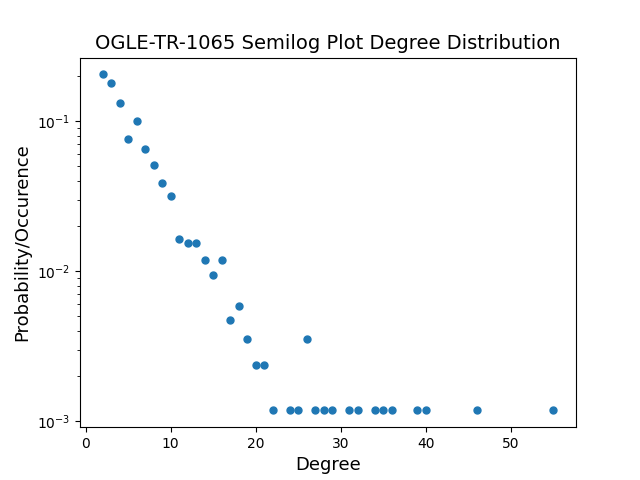 OGLE-TR-1065 Semilog Plot Degree Distribution
Probability/Occurence
10⁻¹
10⁻²
10⁻³
0 10 20 30 40 50
Degree